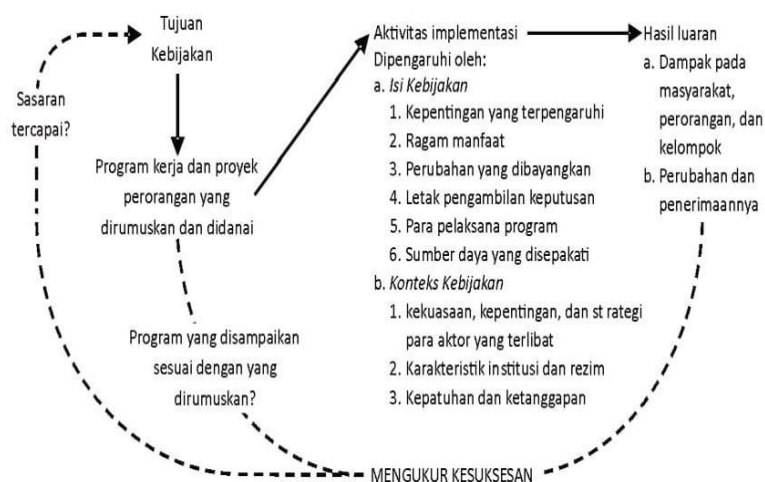 Tujuan
Kebijakan
Sasaran
tercapai?
Program kerja dan proyek
perorangan yang
dirumuskan dan didanai
Program yang disampaikan
sesuai dengan yang
dirumuskan?
Aktivitas implementasi
Dipengaruhi oleh:
a. Isi Kebijakan
1. Kepentingan yang terpengaruhi
2. Ragam manfaat
3. Perubahan yang dibayangkan
4. Letak pengambilan keputusan
5. Para pelaksana program
6. Sumber daya yang disepakati
b. Konteks Kebijakan
1. kekuasaan, kepentingan, dan st rategi
para aktor yang terlibat
2. Karakteristik institusi dan rezim
3. Kepatuhan dan ketanggapan
Hasil luaran
a. Dampak pada
masyarakat,
perorangan, dan
kelompok
b. Perubahan dan
penerimaannya
MENGUKUR KESUKSESAN